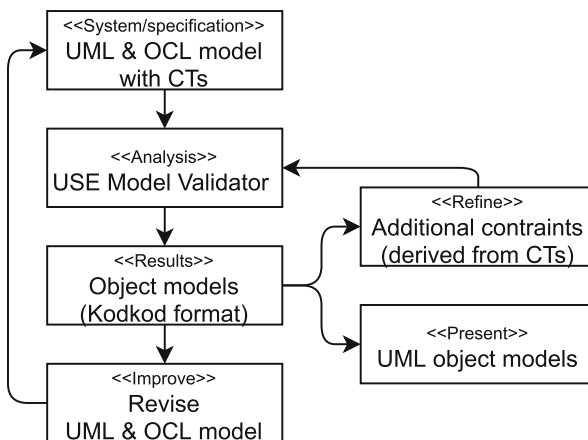 <<System/specification>>
UML & OCL model
with CTs
<<Analysis>>
USE Model Validator
<<Refine>>
Additional contraints
(derived from CTs)
<<Results>>
Object models
(Kodkod format)
<<Present>>
UML object models
<<Improve>>
Revise
UML & OCL model